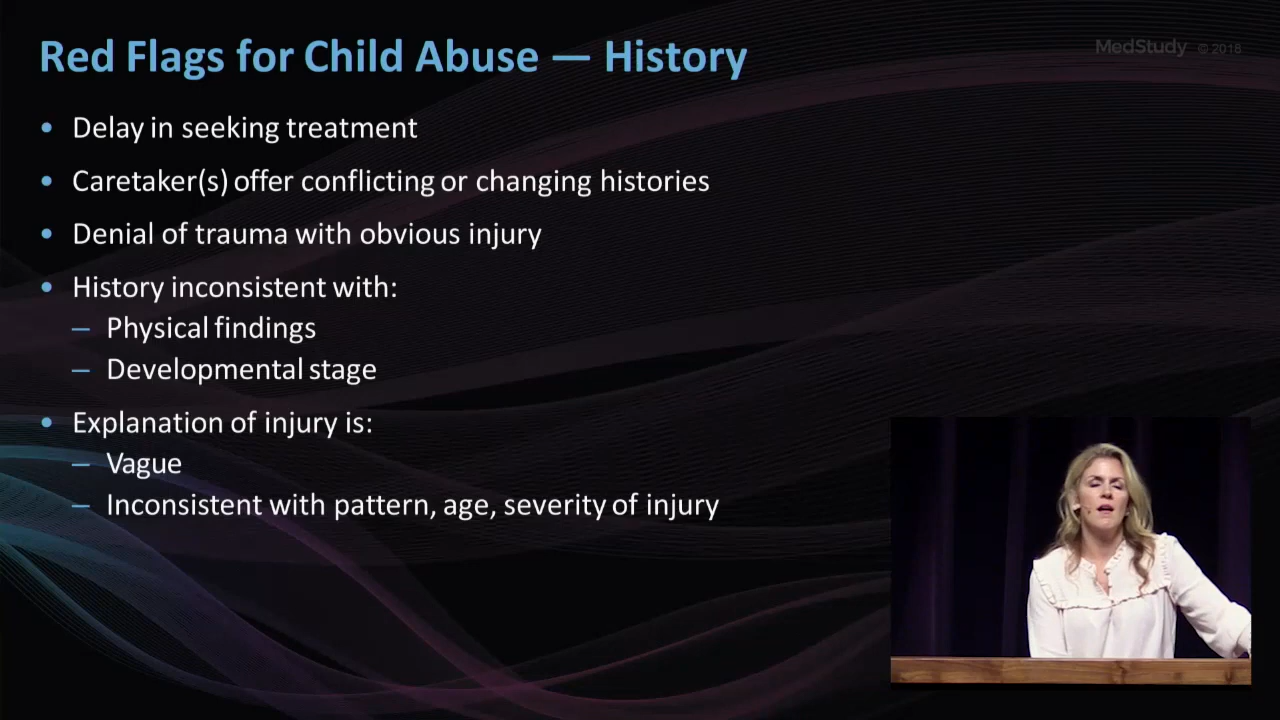 Red Flags for Child Abuse — History
MedStudy © 2018
• Delay in seeking treatment
• Caretaker(s) offer conflicting or changing histories
• Denial of trauma with obvious injury
• History inconsistent with:
– Physical findings
– Developmental stage
• Explanation of injury is:
– Vague
– Inconsistent with pattern, age, severity of injury